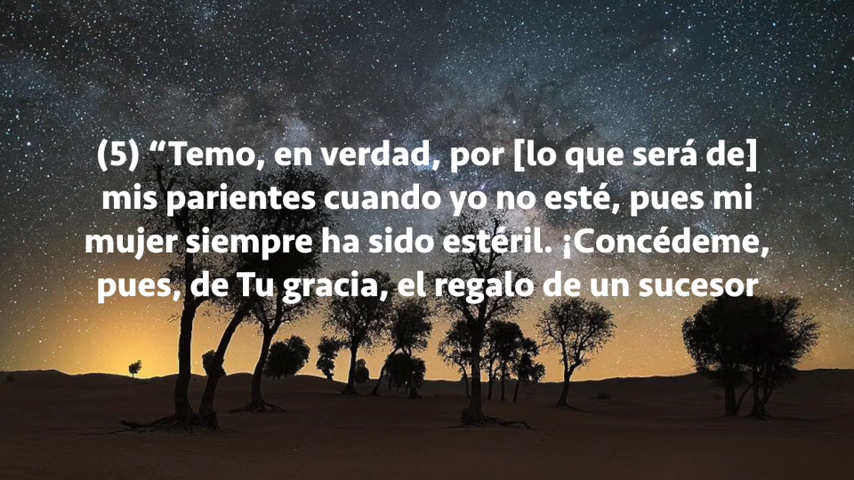 (5) “Temo, en verdad, por [lo que será de]
mis parientes cuando yo no esté, pues mi
mujer siempre ha sido estéril. ¡Concédeme,
pues, de Tu gracia, el regalo de un sucesor